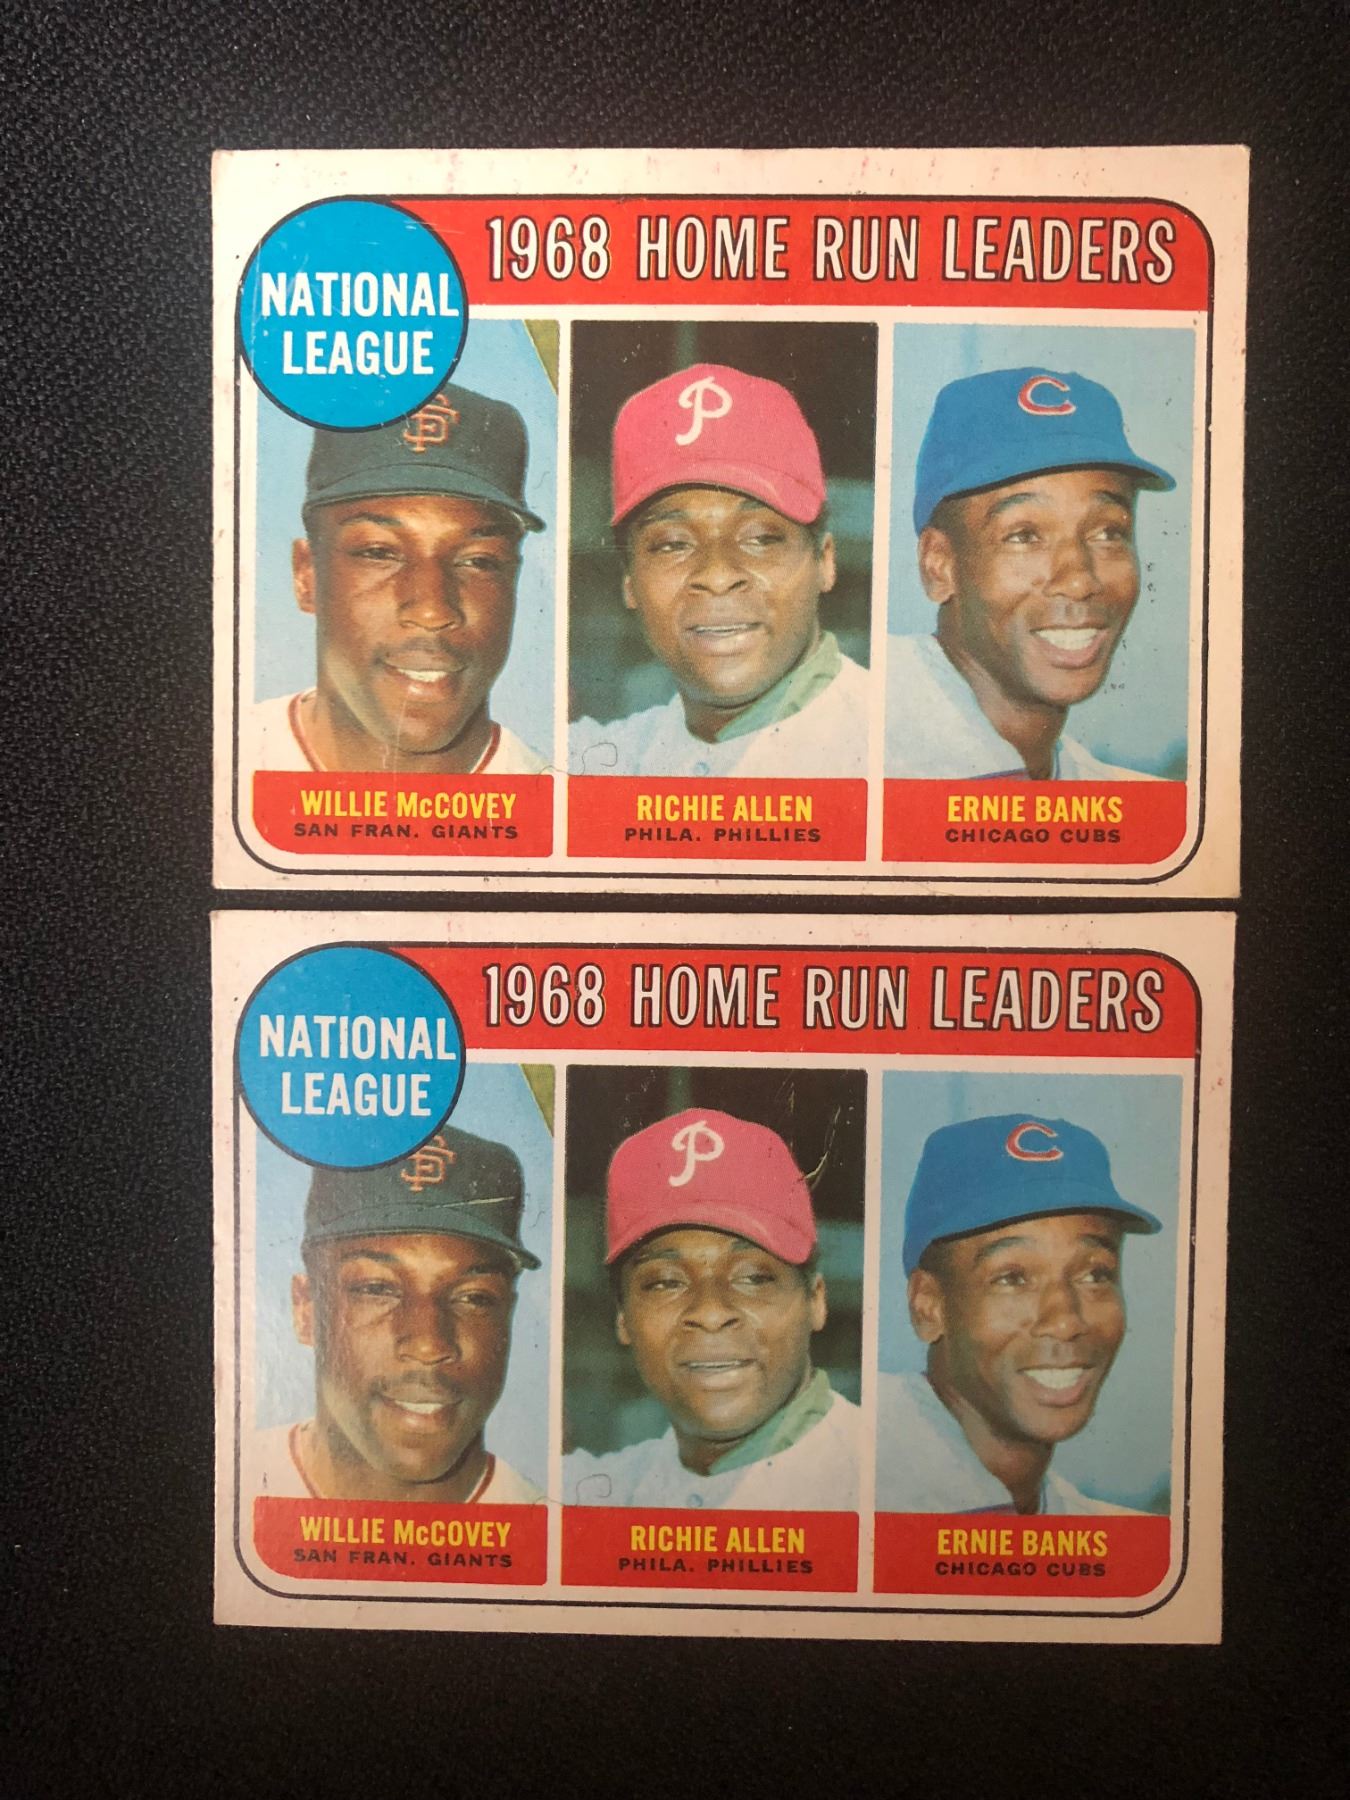 1968 HOME RUN LEADERS
NATIONAL
LEAGUE
SF
P
C
WILLIE McCOVEY
SAN FRAN. GIANTS
RICHIE ALLEN
PHILA. PHILLIES
ERNIE BANKS
CHICAGO CUBS
1968 HOME RUN LEADERS
NATIONAL
LEAGUE
SF
P
C
WILLIE McCOVEY
SAN FRAN. GIANTS
RICHIE ALLEN
PHILA. PHILLIES
ERNIE BANKS
CHICAGO CUBS